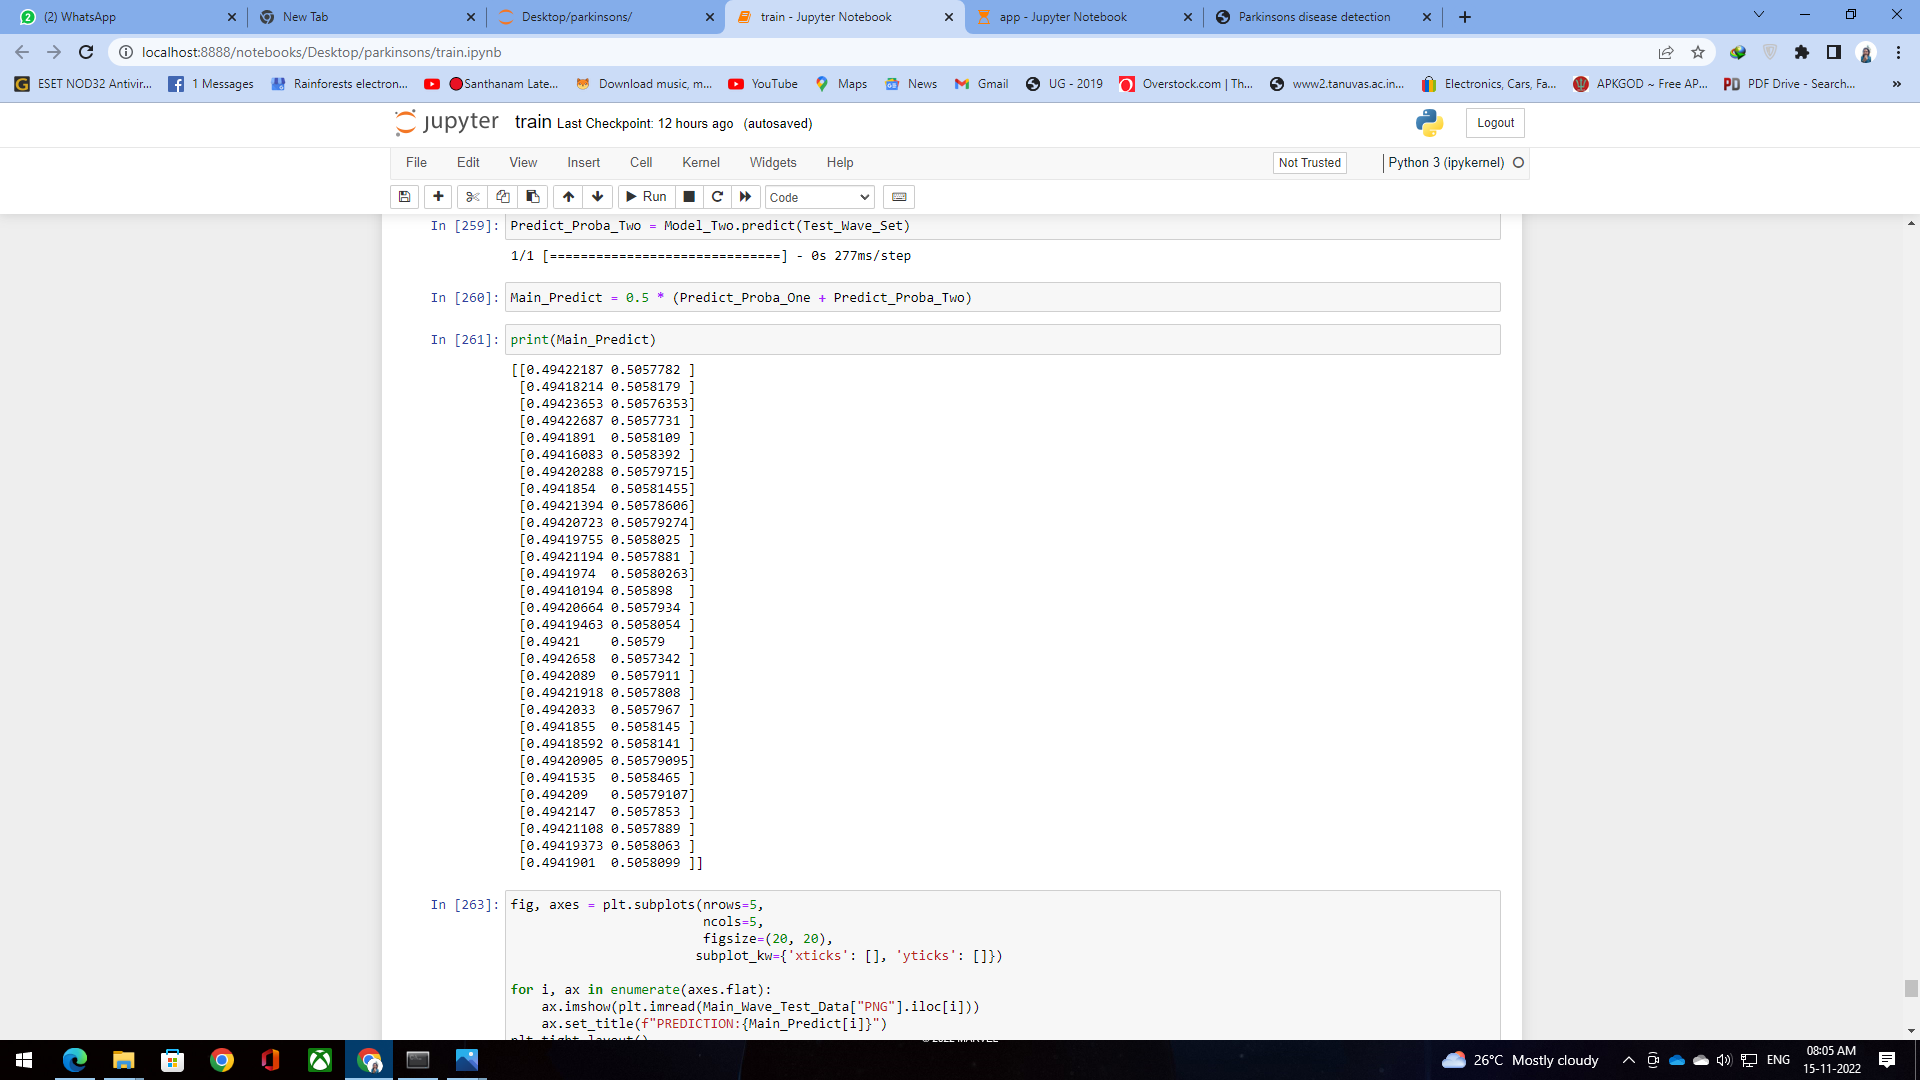 (2) WhatsApp
New Tab
Desktop/parkinsons/
train - Jupyter Notebook
app - Jupyter Notebook
Parkinsons disease detection
localhost:8888/notebooks/Desktop/parkinsons/train.ipynb
ESET NOD32 Antivir...
1 Messages
Rainforests electron...
Santhanam Late...
Download music, m...
YouTube
Maps
News
Gmail
UG - 2019
Overstock.com | Th...
www2.tanuvas.ac.in...
Electronics, Cars, Fa...
APKGOD ~ Free AP...
PDF Drive - Search...
»
jupyter train Last Checkpoint: 12 hours ago (autosaved)
Logout
File Edit View Insert Cell Kernel Widgets Help
Not Trusted
Python 3 (ipykernel)
Run
Code
In [259]: Predict_Proba_Two = Model_Two.predict(Test_Wave_Set)
1/1 [==============================] - 0s 277ms/step
In [260]: Main_Predict = 0.5 * (Predict_Proba_One + Predict_Proba_Two)
In [261]: print(Main_Predict)
[[0.49422187 0.5057782 ]
[0.49418214 0.5058179 ]
[0.49423653 0.50576353]
[0.49422687 0.5057731 ]
[0.4941891  0.5058109 ]
[0.49416083 0.5058392 ]
[0.49420288 0.50579715]
[0.4941854  0.50581455]
[0.49421394 0.50578606]
[0.49420723 0.50579274]
[0.49419755 0.5058025 ]
[0.49421194 0.5057881 ]
[0.4941974  0.50580263]
[0.49410194 0.505898  ]
[0.49420664 0.5057934 ]
[0.49419463 0.5058054 ]
[0.49421    0.50579   ]
[0.4942658  0.5057342 ]
[0.4942089  0.5057911 ]
[0.49421918 0.5057808 ]
[0.4942033  0.5057967 ]
[0.4941855  0.5058145 ]
[0.49418592 0.5058141 ]
[0.49420905 0.50579095]
[0.4941535  0.5058465 ]
[0.494209   0.50579107]
[0.4942147  0.5057853 ]
[0.49421108 0.5057889 ]
[0.49419373 0.5058063 ]
[0.4941901  0.5058099 ]]
In [263]: fig, axes = plt.subplots(nrows=5,
ncols=5,
figsize=(20, 20),
subplot_kw={'xticks': [], 'yticks': []})
for i, ax in enumerate(axes.flat):
ax.imshow(plt.imread(Main_Wave_Test_Data["PNG"].iloc[i]))
ax.set_title(f"PREDICTION:{Main_Predict[i]}")
plt.tight_layout()
© 2022 MARVEL
26°C Mostly cloudy
ENG
08:05 AM
15-11-2022